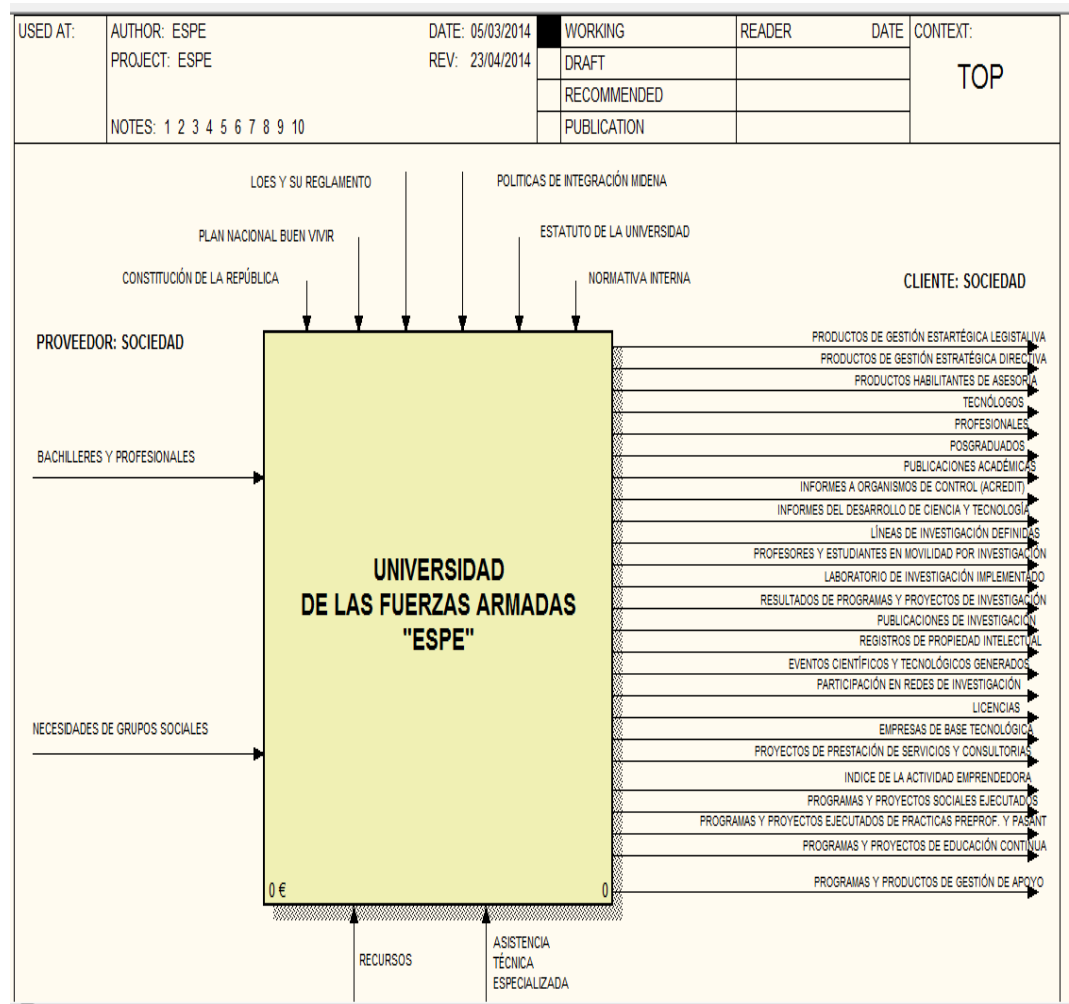 USED AT:
AUTHOR: ESPE
DATE: 05/03/2014
WORKING
READER
DATE
CONTEXT:
PROJECT: ESPE
REV: 23/04/2014
DRAFT
TOP
RECOMMENDED
NOTES: 1 2 3 4 5 6 7 8 9 10
PUBLICATION
LOES Y SU REGLAMENTO
POLITICAS DE INTEGRACIÓN MIDENA
PLAN NACIONAL BUEN VIVIR
ESTATUTO DE LA UNIVERSIDAD
CONSTITUCIÓN DE LA REPÚBLICA
NORMATIVA INTERNA
CLIENTE: SOCIEDAD
PROVEEDOR: SOCIEDAD
BACHILLERES Y PROFESIONALES
NECESIDADES DE GRUPOS SOCIALES
UNIVERSIDAD
DE LAS FUERZAS ARMADAS
"ESPE"
0 €
0
PRODUCTOS DE GESTIÓN ESTARTÉGICA LEGISTALIVA
PRODUCTOS DE GESTIÓN ESTRATÉGICA DIRECTIVA
PRODUCTOS HABILITANTES DE ASESORIA
TECNÓLOGOS
PROFESIONALES
POSGRADUADOS
PUBLICACIONES ACADÉMICAS
INFORMES A ORGANISMOS DE CONTROL (ACREDIT)
INFORMES DEL DESARROLLO DE CIENCIA Y TECNOLOGÍA
LÍNEAS DE INVESTIGACIÓN DEFINIDAS
PROFESORES Y ESTUDIANTES EN MOVILIDAD POR INVESTIGACIÓN
LABORATORIO DE INVESTIGACIÓN IMPLEMENTADO
RESULTADOS DE PROGRAMAS Y PROYECTOS DE INVESTIGACIÓN
PUBLICACIONES DE INVESTIGACIÓN
REGISTROS DE PROPIEDAD INTELECTUAL
EVENTOS CIENTÍFICOS Y TECNOLÓGICOS GENERADOS
PARTICIPACIÓN EN REDES DE INVESTIGACIÓN
LICENCIAS
EMPRESAS DE BASE TECNOLÓGICA
PROYECTOS DE PRESTACIÓN DE SERVICIOS Y CONSULTORIAS
INDICE DE LA ACTIVIDAD EMPRENDEDORA
PROGRAMAS Y PROYECTOS SOCIALES EJECUTADOS
PROGRAMAS Y PROYECTOS EJECUTADOS DE PRACTICAS PREPROF. Y PASANT
PROGRAMAS Y PROYECTOS DE EDUCACIÓN CONTINUA
PROGRAMAS Y PRODUCTOS DE GESTIÓN DE APOYO
RECURSOS
ASISTENCIA
TÉCNICA
ESPECIALIZADA